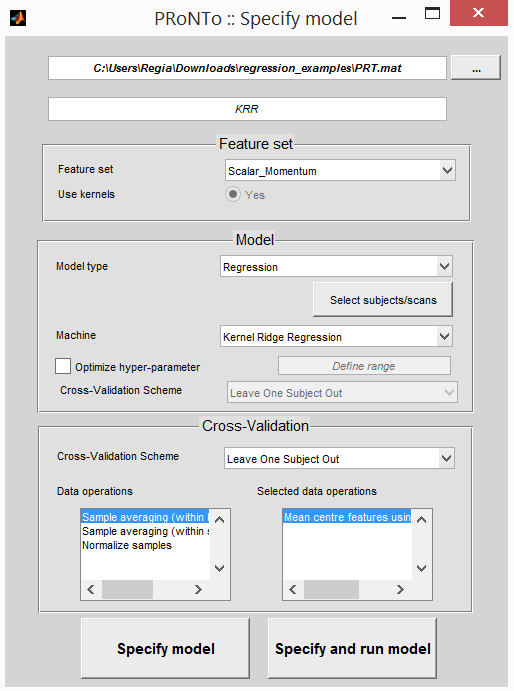 PRoNTo :: Specify model
C:\Users\Regia\Downloads\regression_examples\PRT.mat
...
KRR
Feature set
Feature set
Scalar_Momentum
Use kernels
Yes
Model
Model type
Regression
Select subjects/scans
Machine
Kernel Ridge Regression
Optimize hyper-parameter
Define range
Cross-Validation Scheme
Leave One Subject Out
Cross-Validation
Cross-Validation Scheme
Leave One Subject Out
Data operations
Selected data operations
Sample averaging (within
Mean centre features usin
Sample averaging (within s
Normalize samples
Specify model
Specify and run model